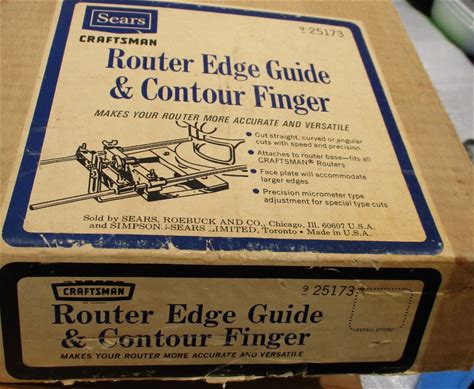 Sears
9 25173
CRAFTSMAN
Router Edge Guide
& Contour Finger
MAKES YOUR ROUTER MORE ACCURATE AND VERSATILE
• Cut straight, curved or angular
cuts with speed and precision
• Attaches to router base—fits all
CRAFTSMAN® Routers
• Face plate will accommodate
larger edges
• Precision micrometer type
adjustment for special type cuts
Sold by SEARS, ROEBUCK AND CO., Chicago, Ill. 60607 U.S.A.
and SIMPSON-SEARS LIMITED, Toronto • Made in U.S.A.
CRAFTSMAN
9 25173
Router Edge Guide
& Contour Finger
MAKES YOUR ROUTER MORE ACCURATE AND VERSATILE